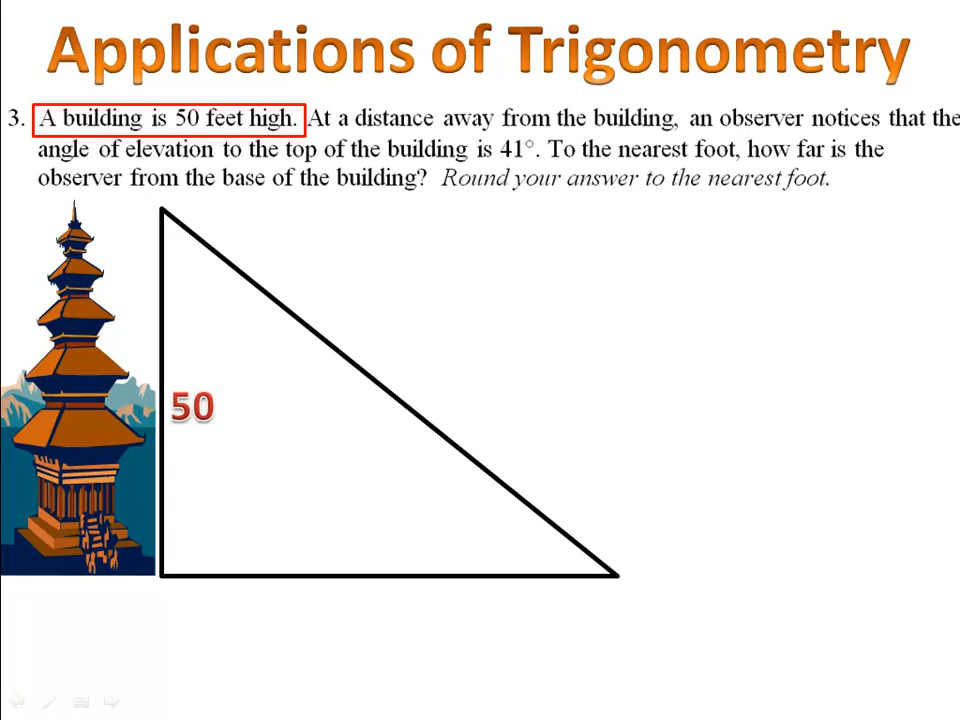 Applications of Trigonometry
3. A building is 50 feet high. At a distance away from the building, an observer notices that the
angle of elevation to the top of the building is 41°. To the nearest foot, how far is the
observer from the base of the building? Round your answer to the nearest foot.
50